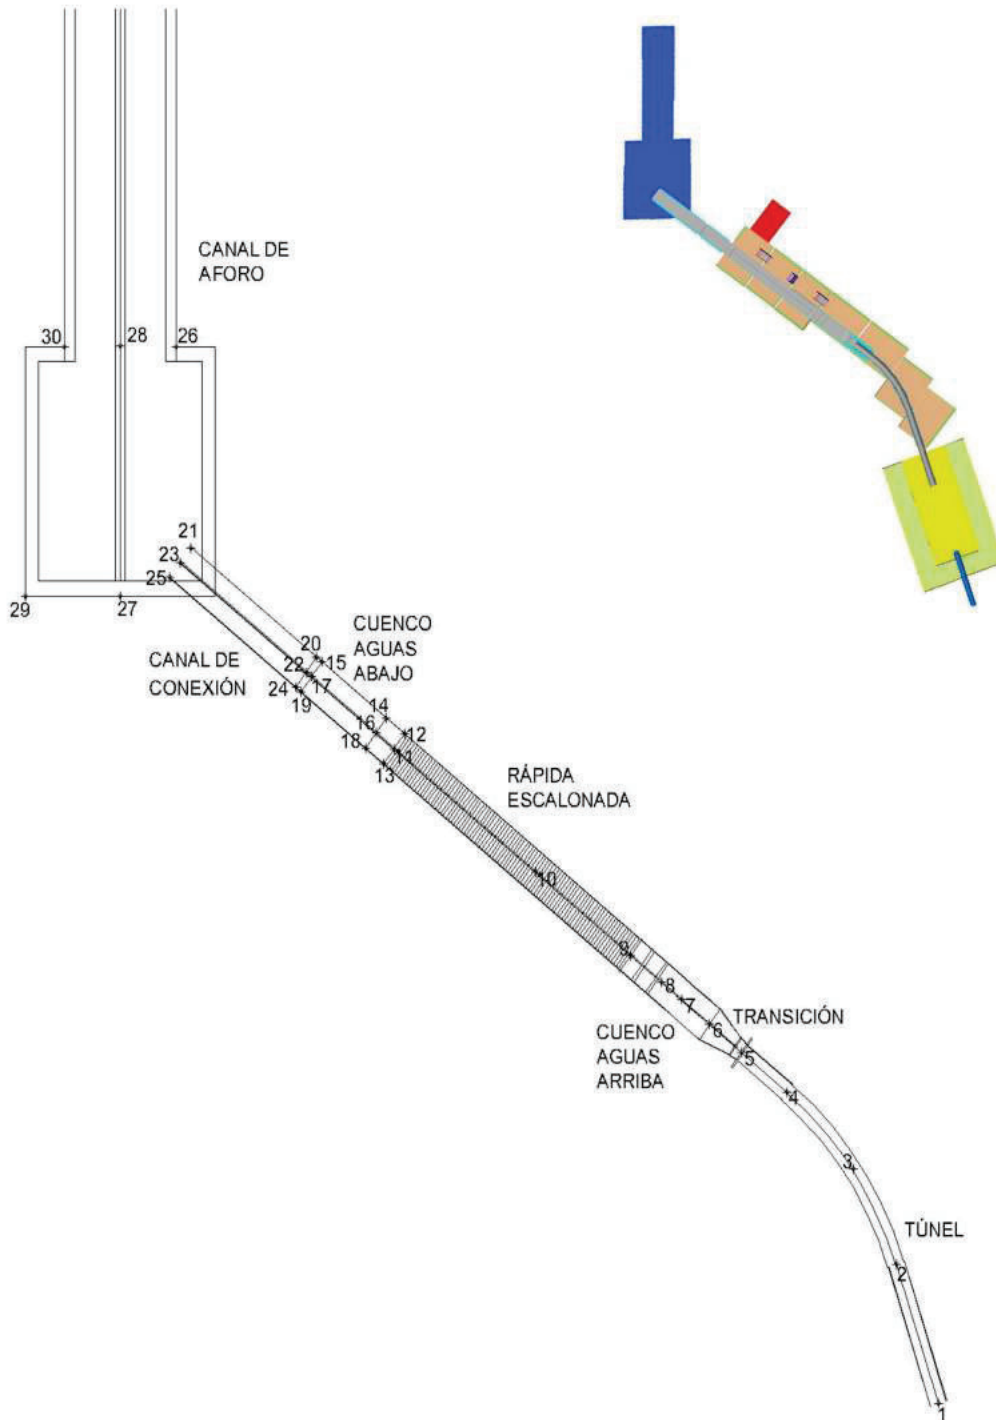 CANAL DE
AFORO
30
28
26
21
23
25
29
27
CUENCO
AGUAS
ABAJO
20
15
CANAL DE
CONEXIÓN
22
17
24
19
14
16
12
18
11
13
RÁPIDA
ESCALONADA
10
9
8
7
TRANSICIÓN
6
CUENCO
AGUAS
ARRIBA
5
4
3
TÚNEL
2
1